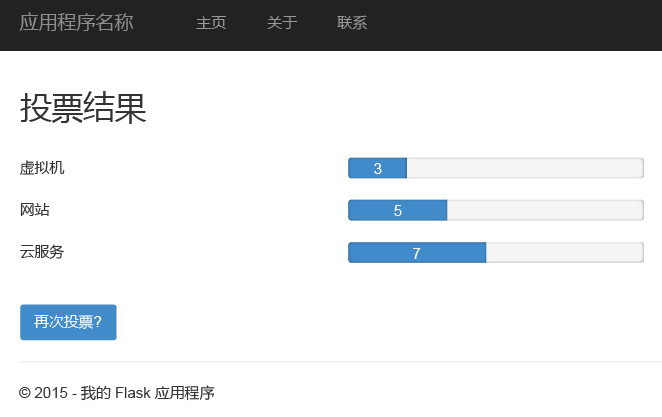 应用程序名称 主页 关于 联系
投票结果
虚拟机 3
网站 5
云服务 7
再次投票?
© 2015 - 我的 Flask 应用程序